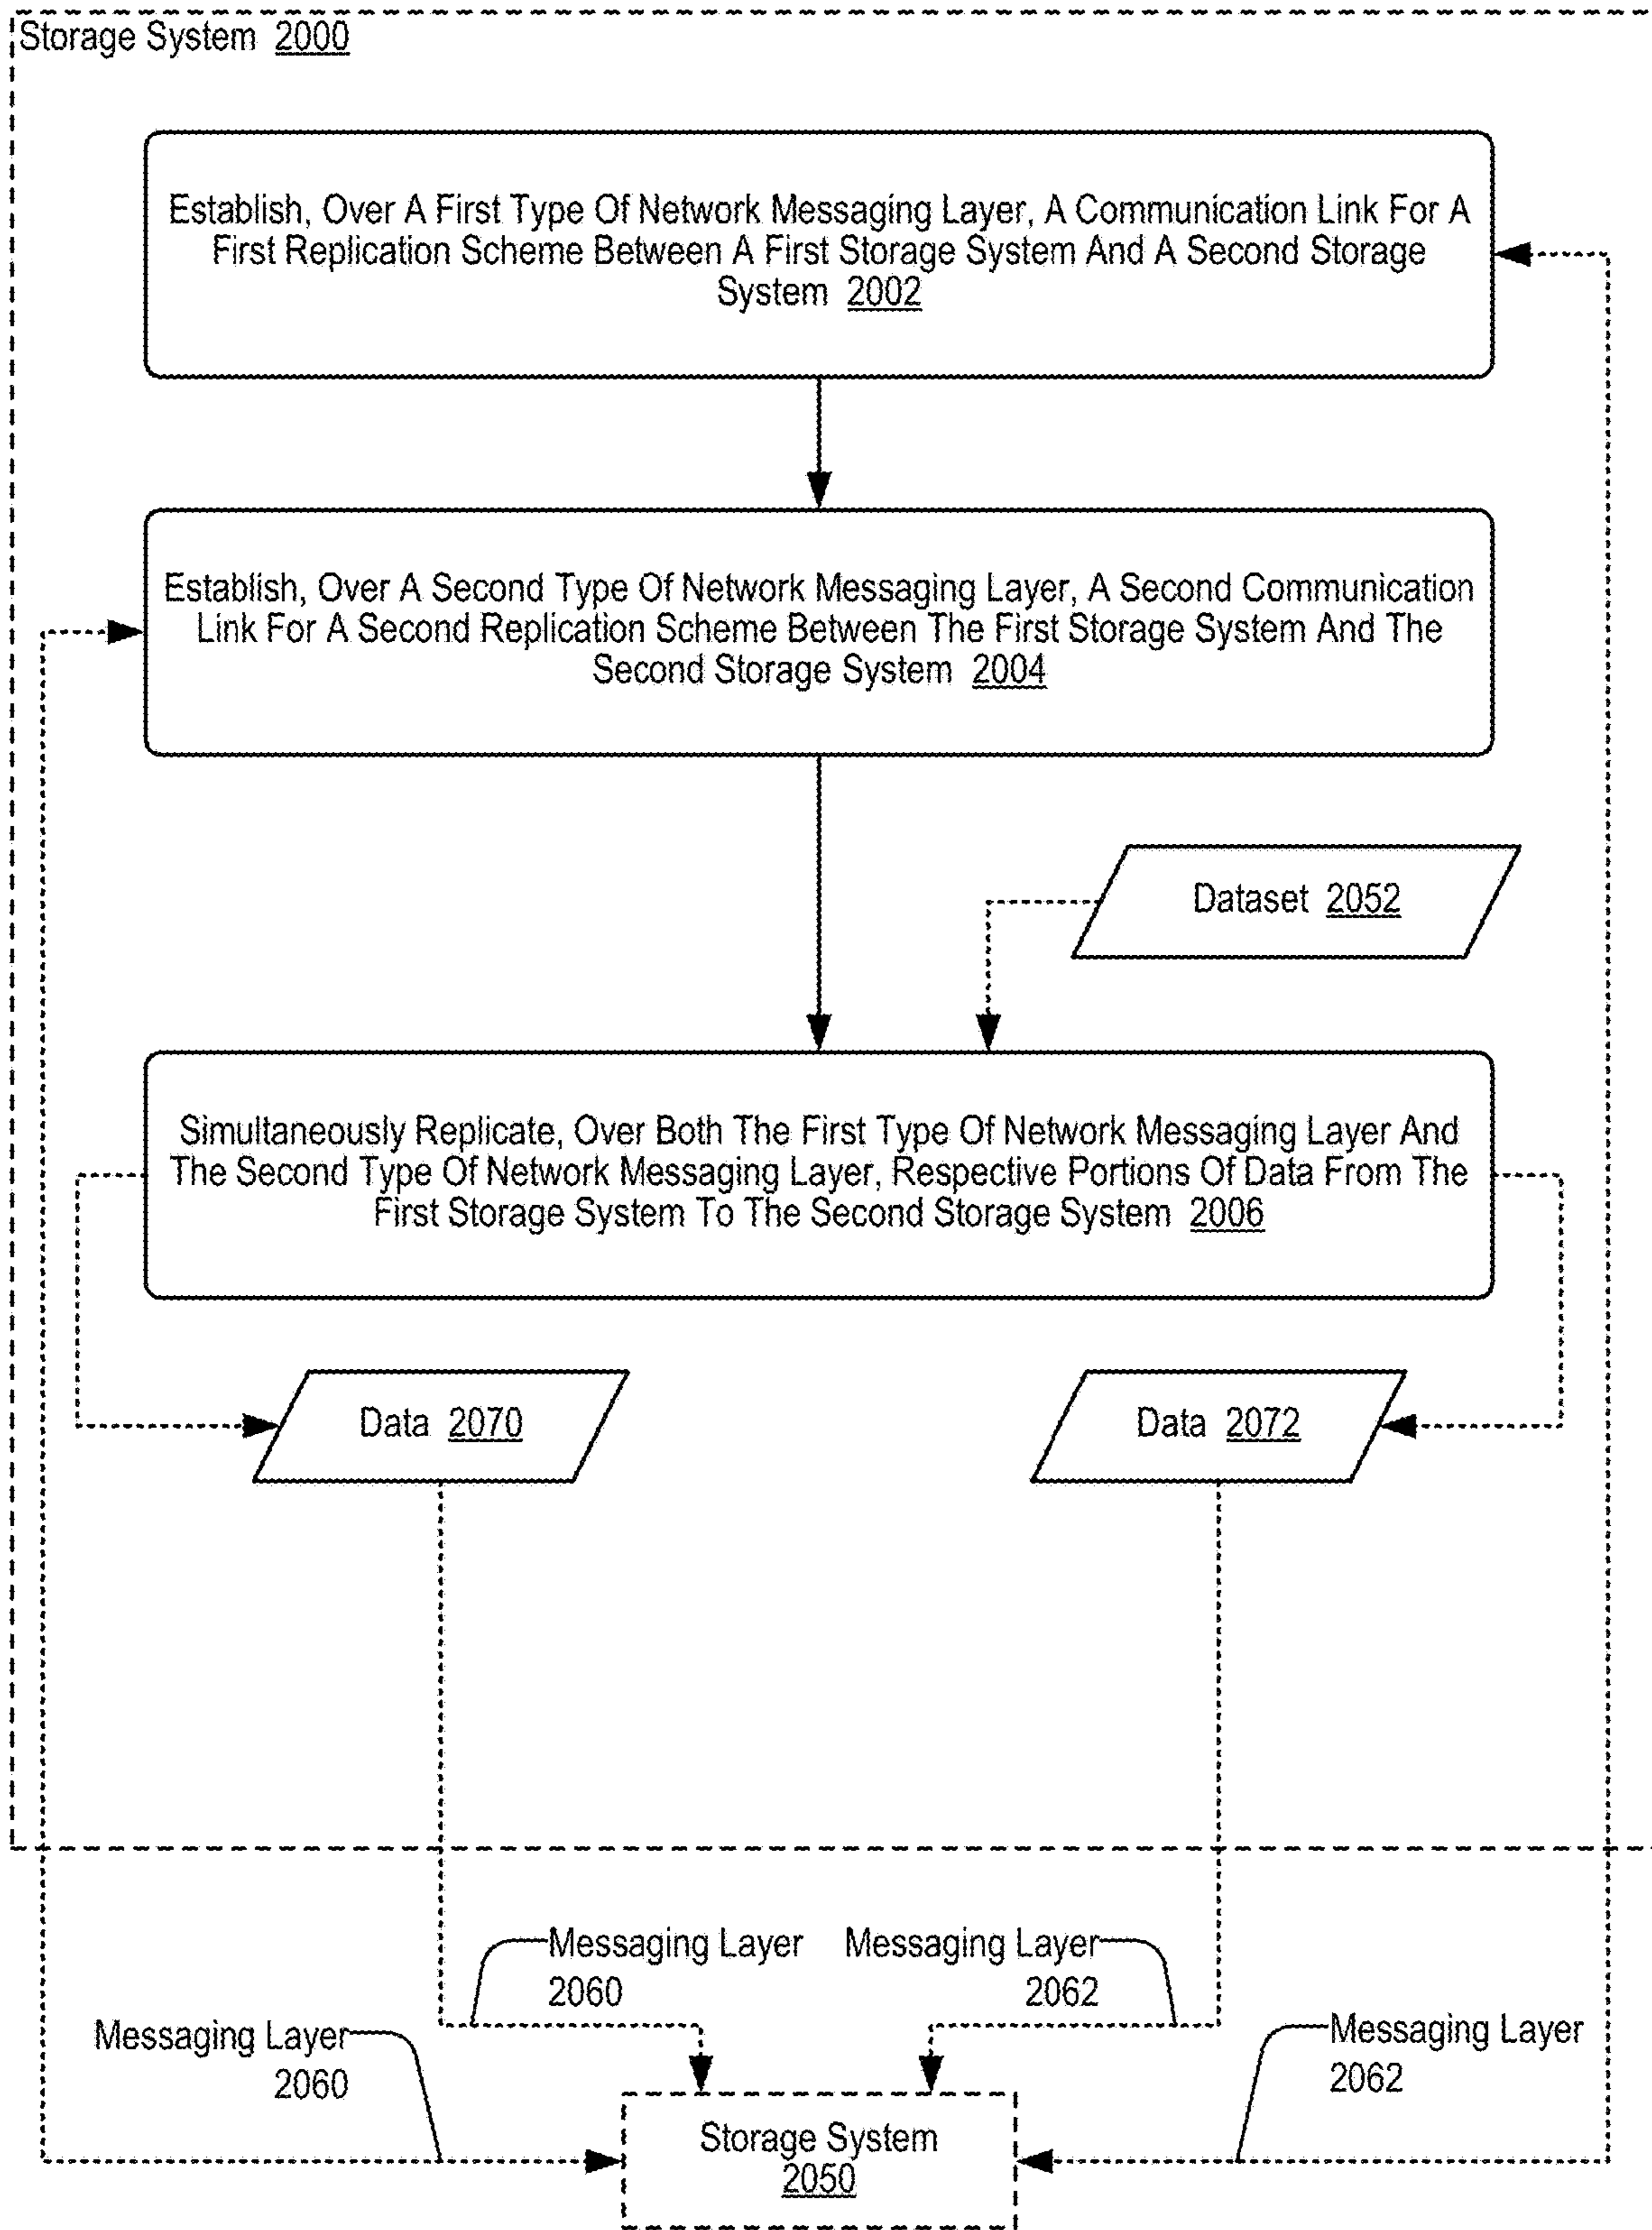 Storage System 2000
Establish, Over A First Type Of Network Messaging Layer, A Communication Link For A
First Replication Scheme Between A First Storage System And A Second Storage
System 2002
Establish, Over A Second Type Of Network Messaging Layer, A Second Communication
Link For A Second Replication Scheme Between The First Storage System And The
Second Storage System 2004
Dataset 2052
Simultaneously Replicate, Over Both The First Type Of Network Messaging Layer And
The Second Type Of Network Messaging Layer, Respective Portions Of Data From The
First Storage System To The Second Storage System 2006
Data 2070
Data 2072
Messaging Layer
2060
Messaging Layer
2062
Messaging Layer
2060
Messaging Layer
2062
Storage System
2050